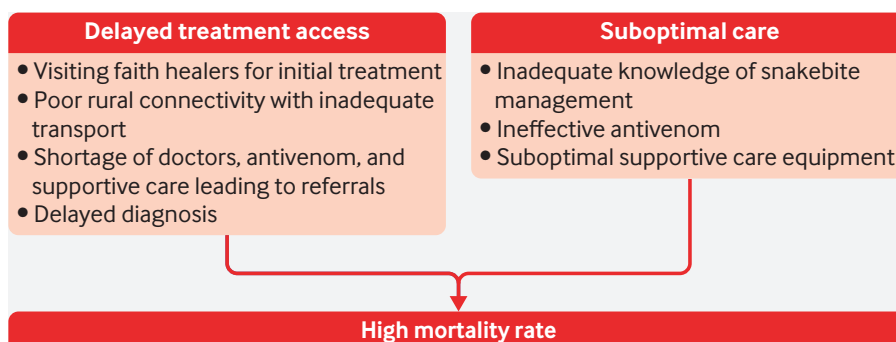 Delayed treatment access
• Visiting faith healers for initial treatment
• Poor rural connectivity with inadequate
transport
• Shortage of doctors, antivenom, and
supportive care leading to referrals
• Delayed diagnosis
Suboptimal care
• Inadequate knowledge of snakebite
management
• Ineffective antivenom
• Suboptimal supportive care equipment
High mortality rate